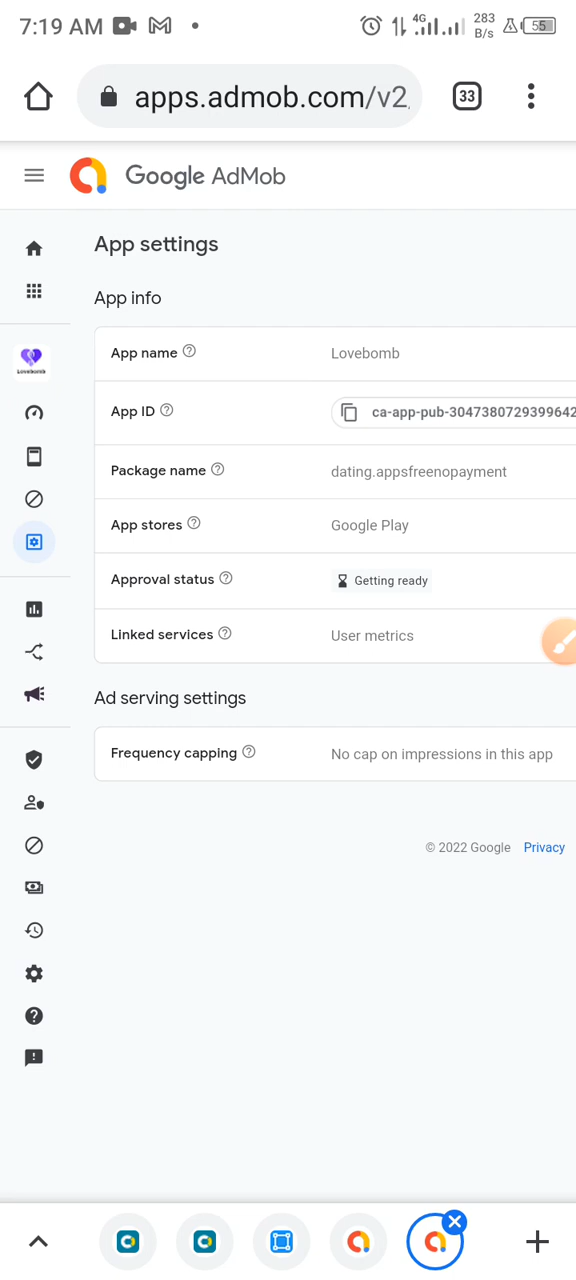 7:19 AM
4G
283
B/s
55
apps.admob.com/v2
33
Google AdMob
App settings
App info
Lovebomb
App name
Lovebomb
App ID
ca-app-pub-3047380729399642
Package name
dating.appsfreenopayment
App stores
Google Play
Approval status
Getting ready
Linked services
User metrics
Ad serving settings
Frequency capping
No cap on impressions in this app
© 2022 Google Privacy